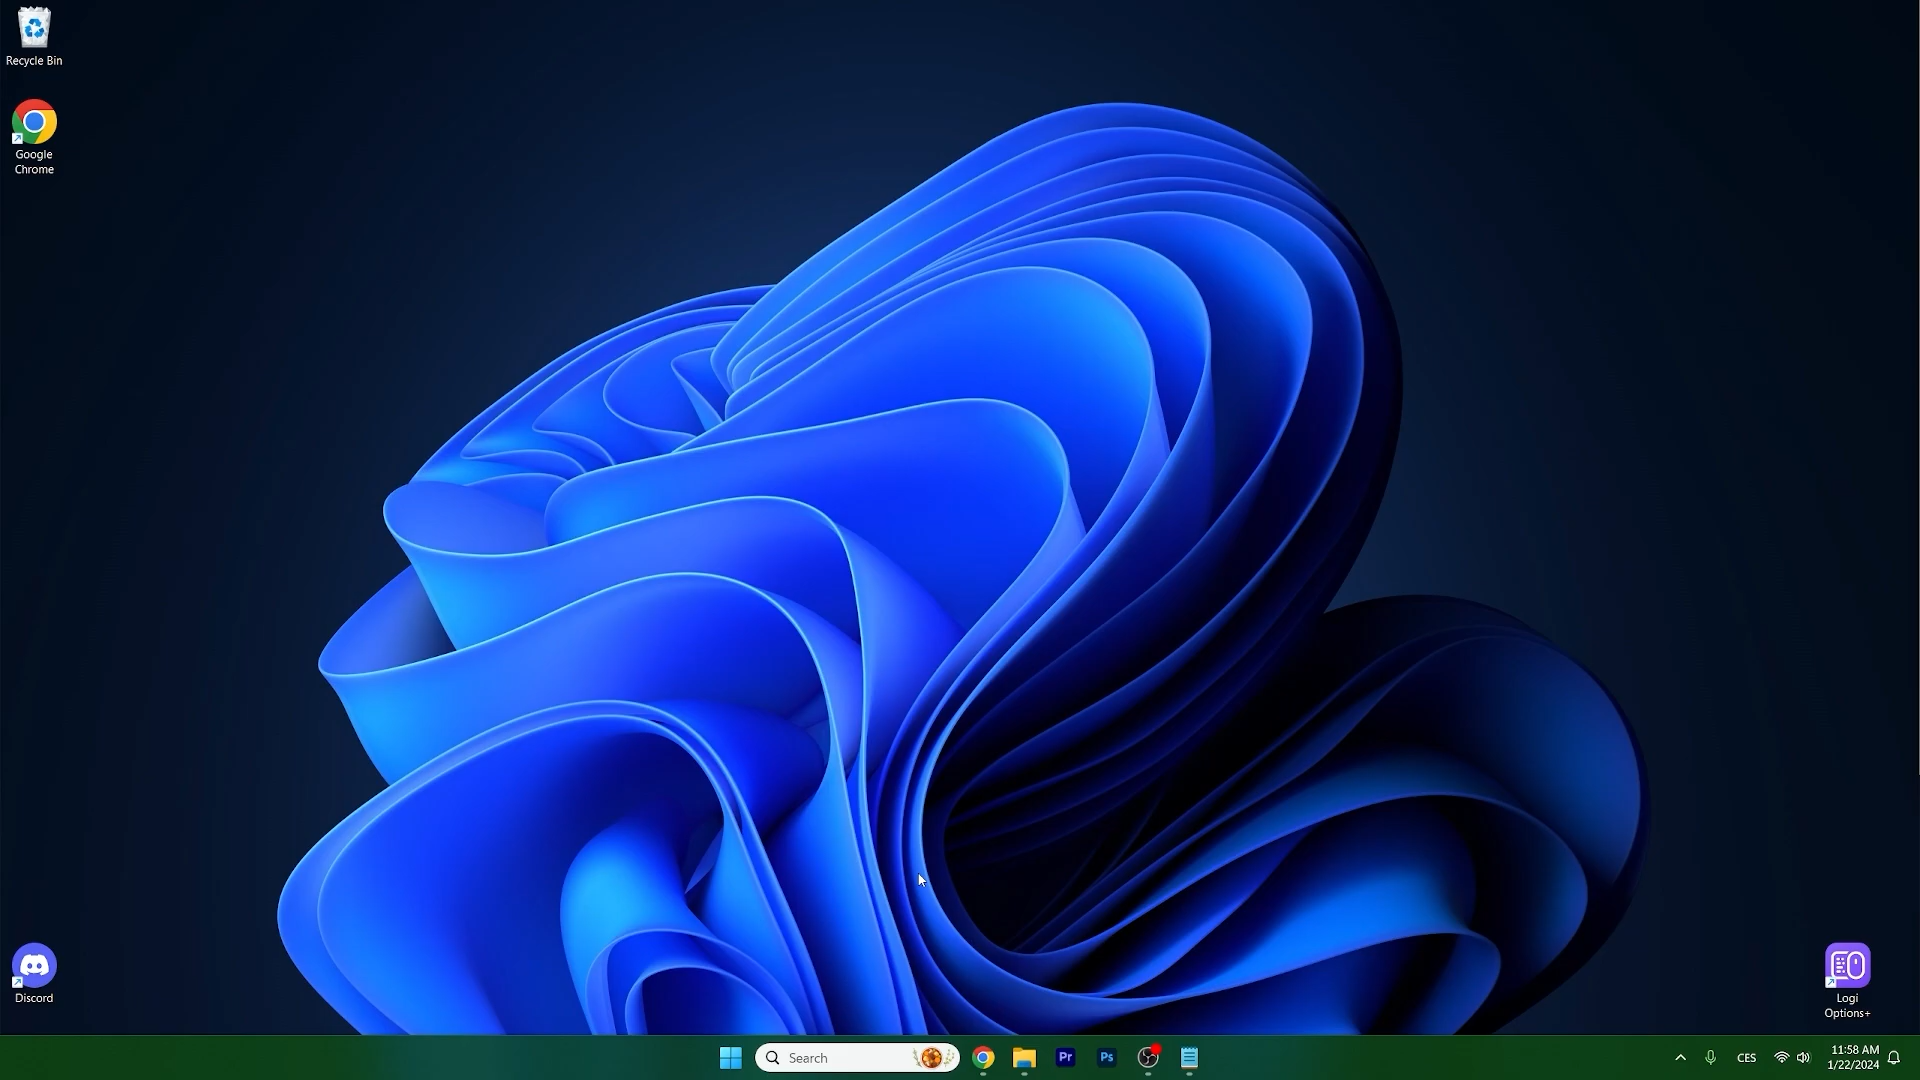 Recycle Bin
Google
Chrome
Discord
Logi
Options+
Search
Pr
Ps
CES
11:58 AM
1/22/2024